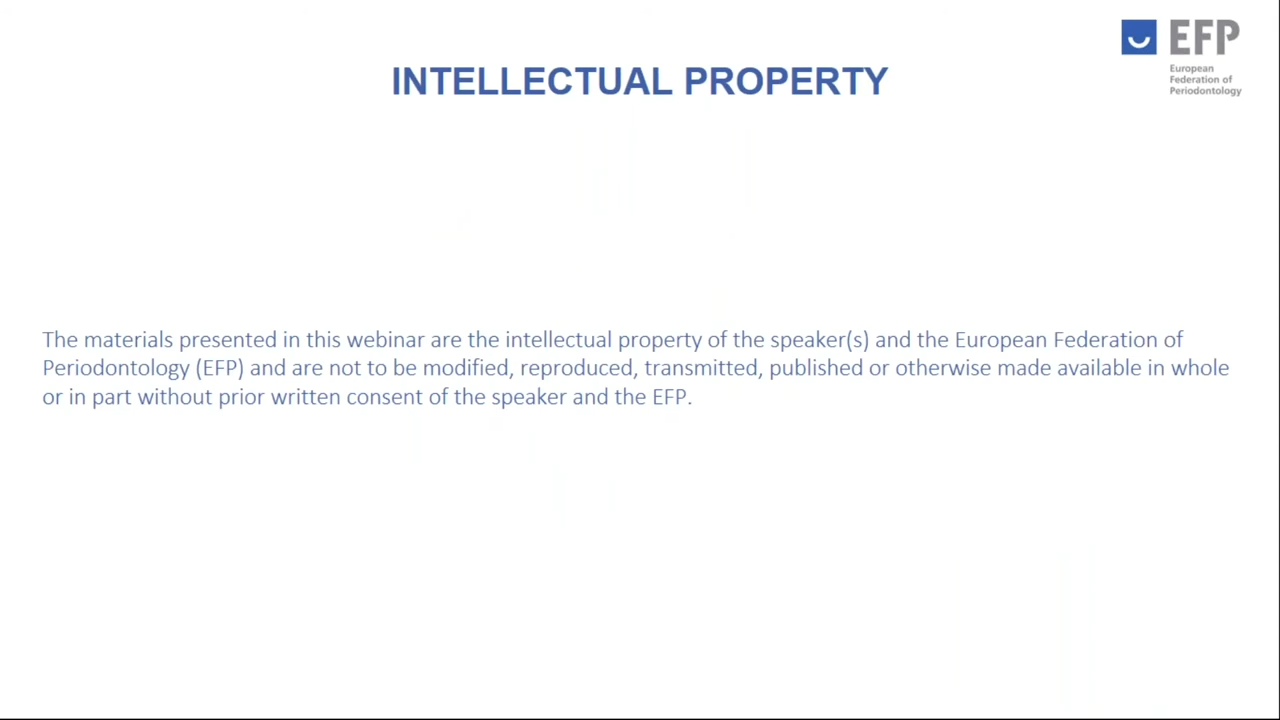 EFP
European
Federation of
Periodontology
INTELLECTUAL PROPERTY
The materials presented in this webinar are the intellectual property of the speaker(s) and the European Federation of
Periodontology (EFP) and are not to be modified, reproduced, transmitted, published or otherwise made available in whole
or in part without prior written consent of the speaker and the EFP.